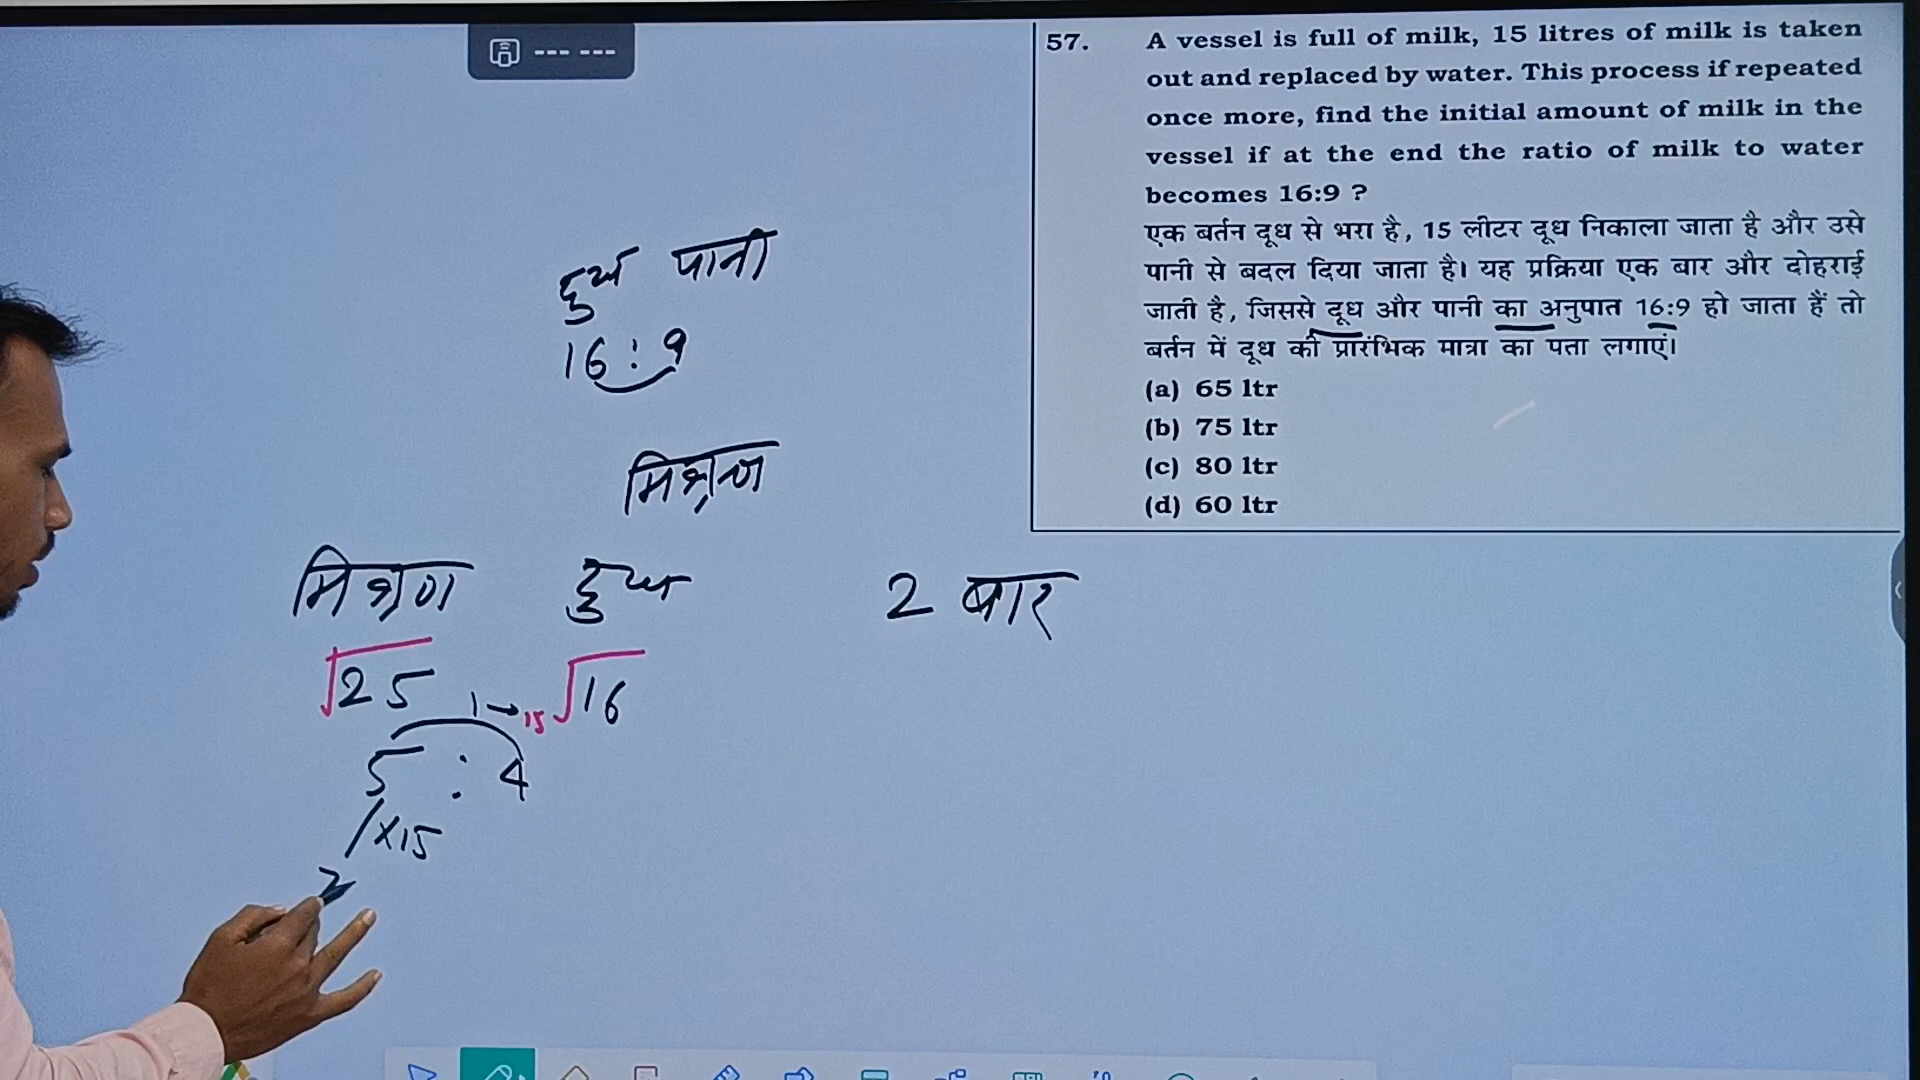 --- ---
57. A vessel is full of milk, 15 litres of milk is taken
out and replaced by water. This process if repeated
once more, find the initial amount of milk in the
vessel if at the end the ratio of milk to water
becomes 16:9 ?
एक बर्तन दूध से भरा है, 15 लीटर दूध निकाला जाता है और उसे
पानी से बदल दिया जाता है। यह प्रक्रिया एक बार और दोहराई
जाती है, जिससे दूध और पानी का अनुपात 16:9 हो जाता हैं तो
बर्तन में दूध की प्रारंभिक मात्रा का पता लगाएं।
(a) 65 ltr
(b) 75 ltr
(c) 80 ltr
(d) 60 ltr
दुध पानी
16 : 9
मिश्रण
मिश्रण दुध 2 बार
√25 √16
1→15
5 : 4
×15